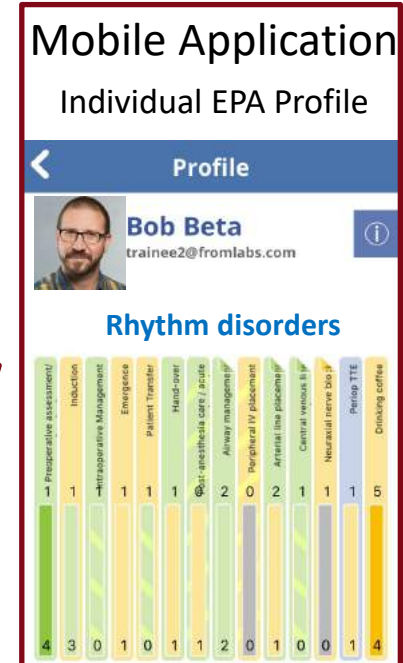 Mobile Application
Individual EPA Profile
Profile
Bob Beta
trainee2@fromlabs.com
Rhythm disorders
Preoperative assessment/
Induction
Intraoperative Management
Emergence
Patient Transfer
Hand-over
Post-anesthesia care / acute
Airway management
Peripheral IV placement
Arterial line placement
Central venous li
Neuraxial nerve blo
Periop TTE
Drinking coffee
1 1 1 1 1 1 0 2 0 2 1 1 1 5
4 3 0 1 0 1 1 2 0 1 0 0 1 4